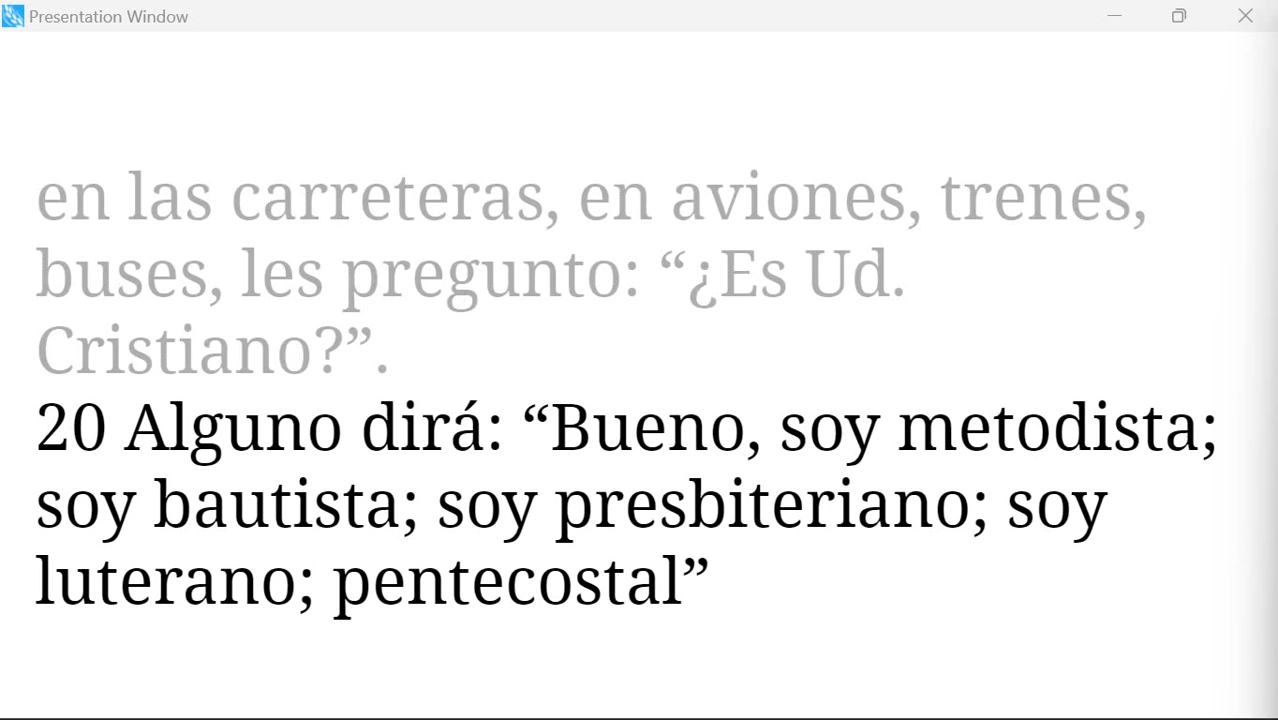 Presentation Window
en las carreteras, en aviones, trenes,
buses, les pregunto: “¿Es Ud.
Cristiano?”.
20 Alguno dirá: “Bueno, soy metodista;
soy bautista; soy presbiteriano; soy
luterano; pentecostal”